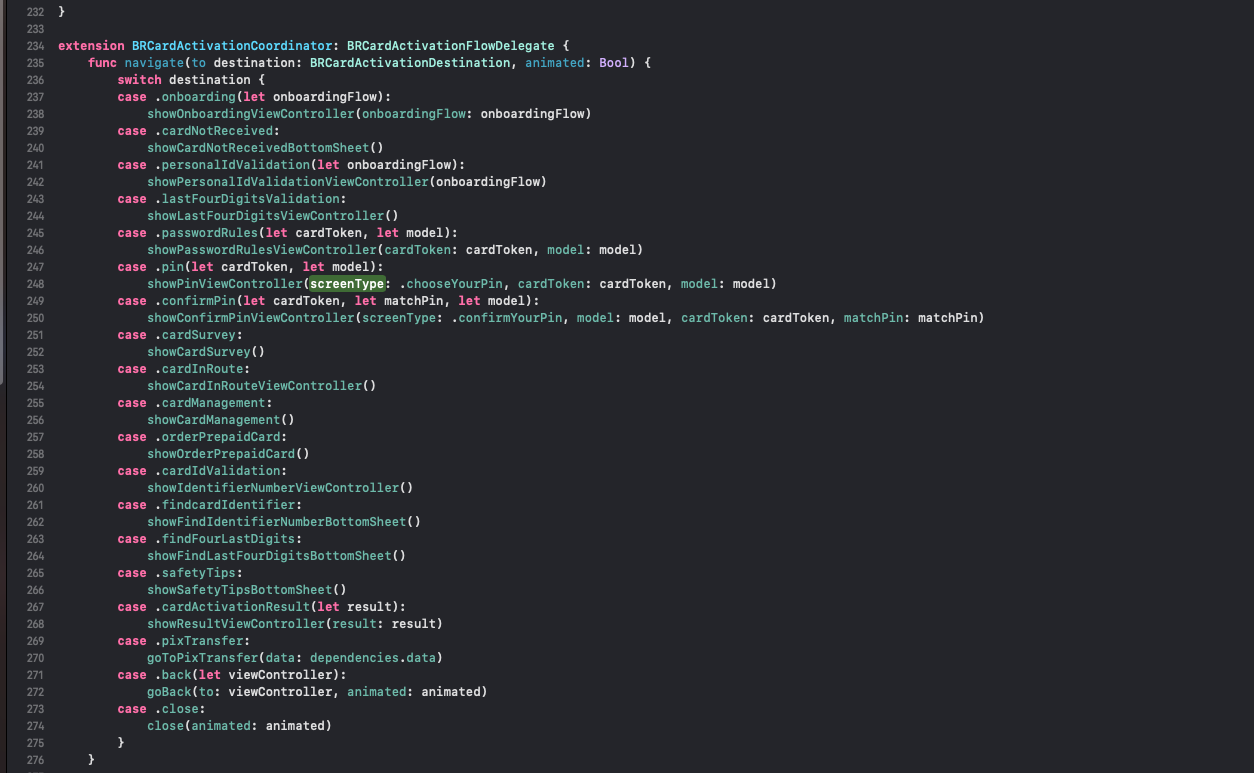 232 }
233
234 extension BRCardActivationCoordinator: BRCardActivationFlowDelegate {
235     func navigate(to destination: BRCardActivationDestination, animated: Bool) {
236         switch destination {
237         case .onboarding(let onboardingFlow):
238             showOnboardingViewController(onboardingFlow: onboardingFlow)
239         case .cardNotReceived:
240             showCardNotReceivedBottomSheet()
241         case .personalIdValidation(let onboardingFlow):
242             showPersonalIdValidationViewController(onboardingFlow)
243         case .lastFourDigitsValidation:
244             showLastFourDigitsViewController()
245         case .passwordRules(let cardToken, let model):
246             showPasswordRulesViewController(cardToken: cardToken, model: model)
247         case .pin(let cardToken, let model):
248             showPinViewController(screenType: .chooseYourPin, cardToken: cardToken, model: model)
249         case .confirmPin(let cardToken, let matchPin, let model):
250             showConfirmPinViewController(screenType: .confirmYourPin, model: model, cardToken: cardToken, matchPin: matchPin)
251         case .cardSurvey:
252             showCardSurvey()
253         case .cardInRoute:
254             showCardInRouteViewController()
255         case .cardManagement:
256             showCardManagement()
257         case .orderPrepaidCard:
258             showOrderPrepaidCard()
259         case .cardIdValidation:
260             showIdentifierNumberViewController()
261         case .findcardIdentifier:
262             showFindIdentifierNumberBottomSheet()
263         case .findFourLastDigits:
264             showFindLastFourDigitsBottomSheet()
265         case .safetyTips:
266             showSafetyTipsBottomSheet()
267         case .cardActivationResult(let result):
268             showResultViewController(result: result)
269         case .pixTransfer:
270             goToPixTransfer(data: dependencies.data)
271         case .back(let viewController):
272             goBack(to: viewController, animated: animated)
273         case .close:
274             close(animated: animated)
275         }
276     }